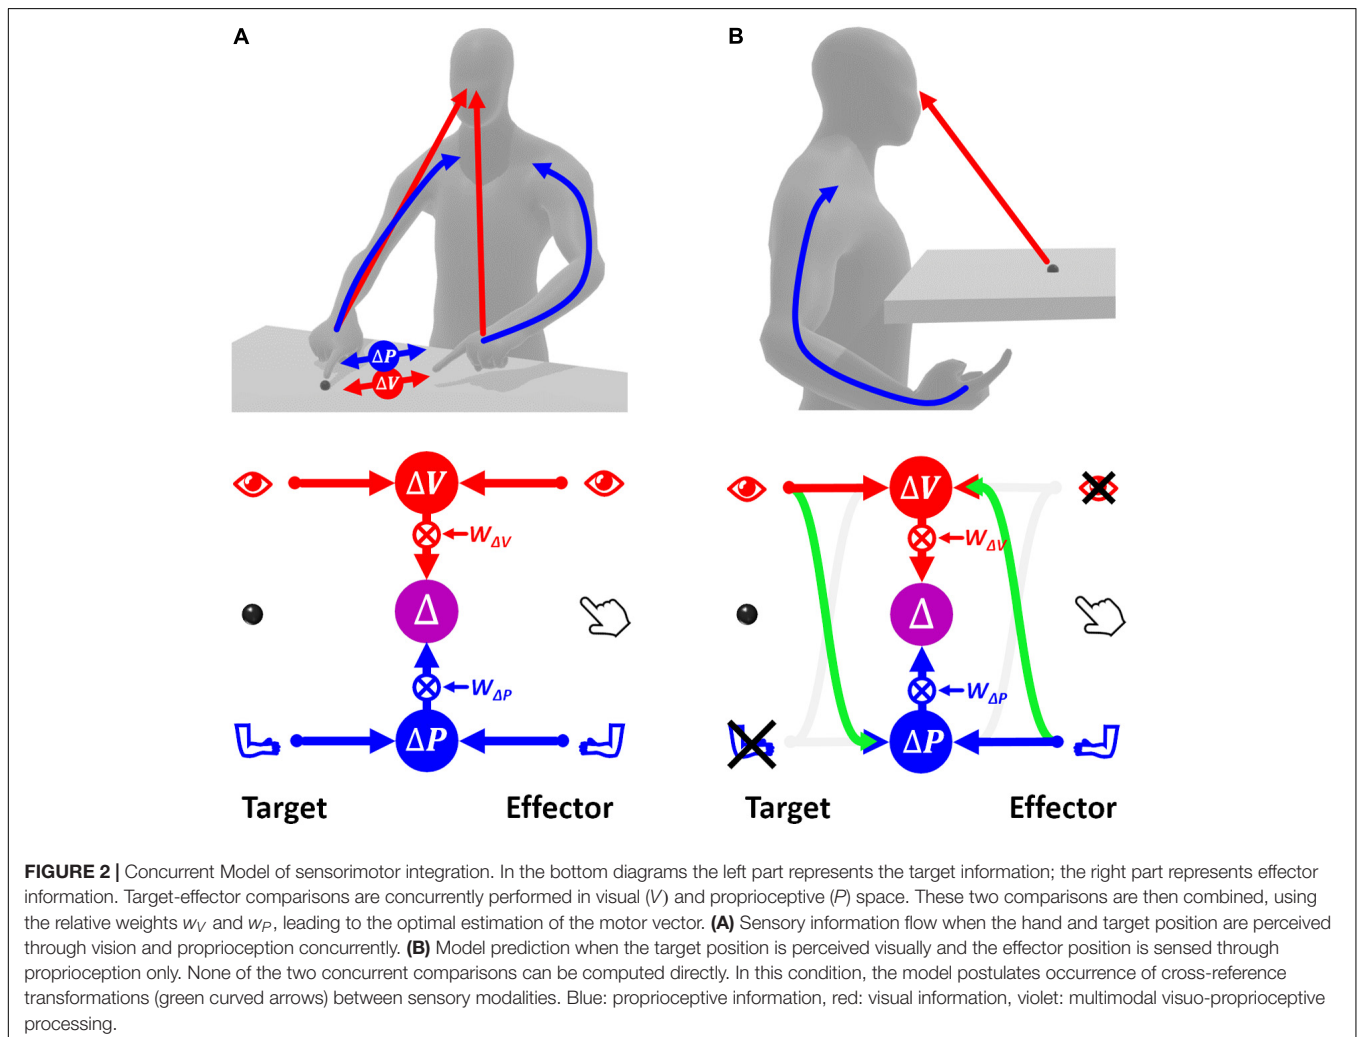 A
B
ΔP
ΔV
ΔV
ΔV
W ΔV
W ΔV
Δ
Δ
W ΔP
W ΔP
ΔP
ΔP
Target
Effector
Target
Effector
FIGURE 2 | Concurrent Model of sensorimotor integration. In the bottom diagrams the left part represents the target information; the right part represents effector
information. Target-effector comparisons are concurrently performed in visual (V) and proprioceptive (P) space. These two comparisons are then combined, using
the relative weights wV and wP, leading to the optimal estimation of the motor vector. (A) Sensory information flow when the hand and target position are perceived
through vision and proprioception concurrently. (B) Model prediction when the target position is perceived visually and the effector position is sensed through
proprioception only. None of the two concurrent comparisons can be computed directly. In this condition, the model postulates occurrence of cross-reference
transformations (green curved arrows) between sensory modalities. Blue: proprioceptive information, red: visual information, violet: multimodal visuo-proprioceptive
processing.